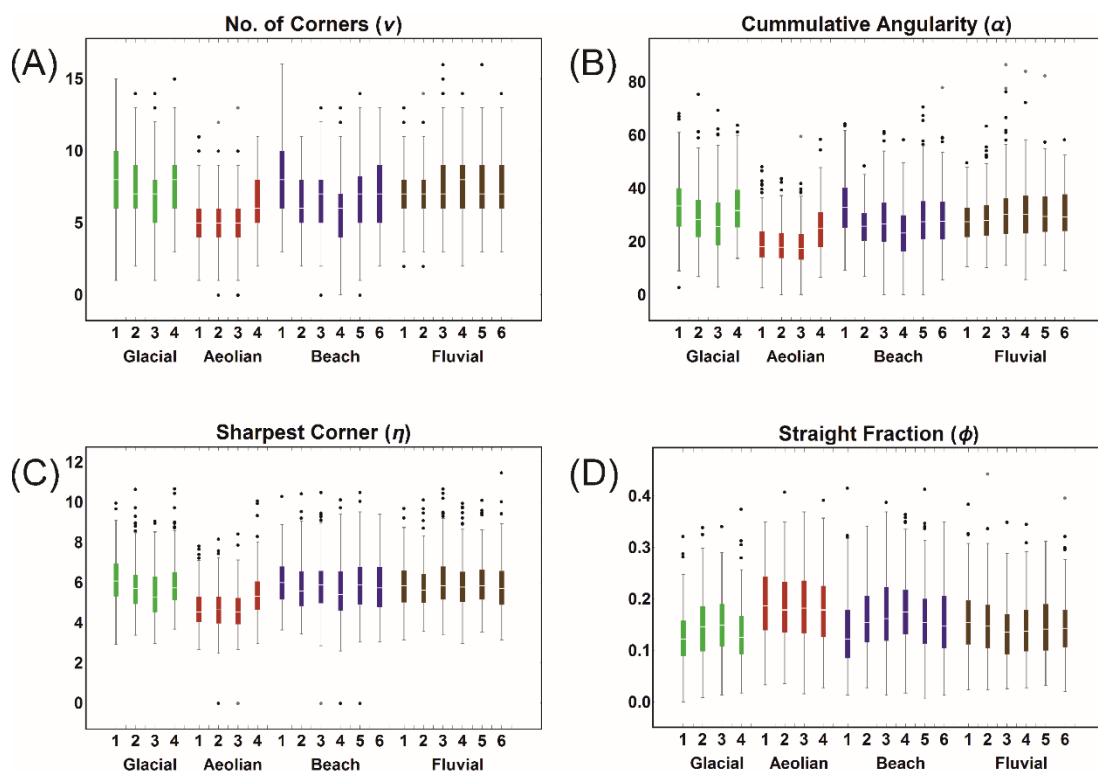 (A)
No. of Corners (v)
15
10
5
0
1 2 3 4 1 2 3 4 1 2 3 4 5 6 1 2 3 4 5 6
Glacial Aeolian Beach Fluvial
(B)
Cummulative Angularity (α)
80
60
40
20
0
1 2 3 4 1 2 3 4 1 2 3 4 5 6 1 2 3 4 5 6
Glacial Aeolian Beach Fluvial
(C)
Sharpest Corner (η)
12
10
8
6
4
2
0
1 2 3 4 1 2 3 4 1 2 3 4 5 6 1 2 3 4 5 6
Glacial Aeolian Beach Fluvial
(D)
Straight Fraction (ϕ)
0.4
0.3
0.2
0.1
0.0
1 2 3 4 1 2 3 4 1 2 3 4 5 6 1 2 3 4 5 6
Glacial Aeolian Beach Fluvial